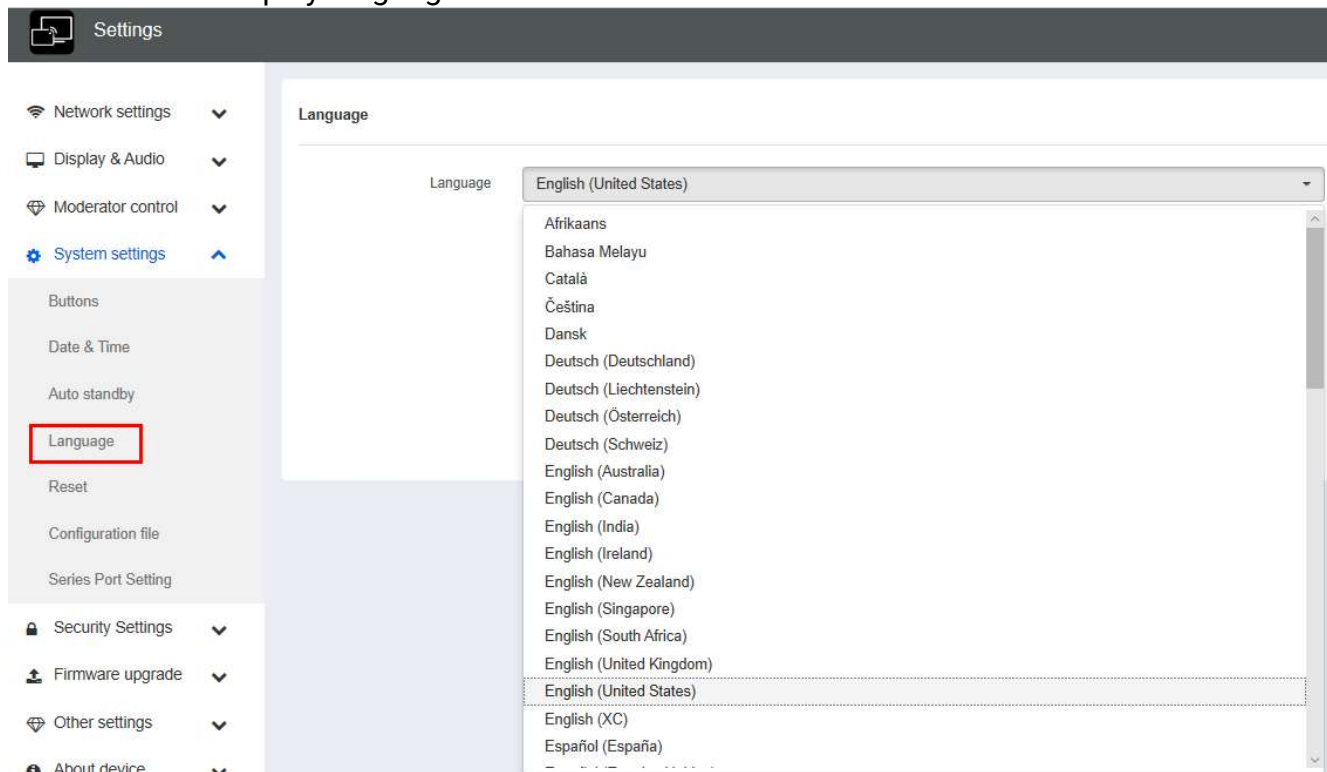 Settings
Network settings
Display & Audio
Moderator control
System settings
Buttons
Date & Time
Auto standby
Language
Reset
Configuration file
Series Port Setting
Security Settings
Firmware upgrade
Other settings
About device
Language
Language English (United States)
Afrikaans
Bahasa Melayu
Català
Čeština
Dansk
Deutsch (Deutschland)
Deutsch (Liechtenstein)
Deutsch (Österreich)
Deutsch (Schweiz)
English (Australia)
English (Canada)
English (India)
English (Ireland)
English (New Zealand)
English (Singapore)
English (South Africa)
English (United Kingdom)
English (United States)
English (XC)
Español (España)